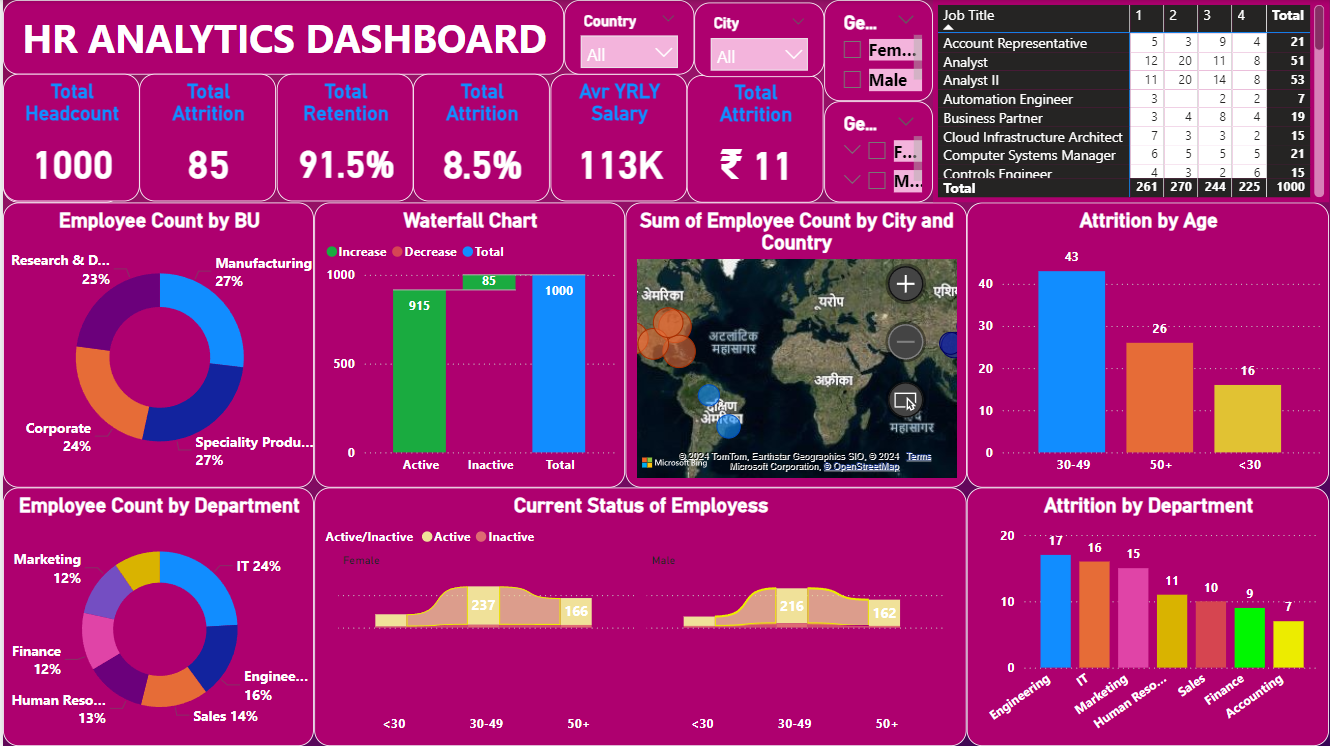 HR ANALYTICS DASHBOARD
Country
All
City
All
Ge...
Fem...
Male
Ge...
F...
M...
Total
Headcount
1000
Total
Attrition
85
Total
Retention
91.5%
Total
Attrition
8.5%
Avr YRLY
Salary
113K
Total
Attrition
₹ 11
Job Title 1 2 3 4 Total
Account Representative 5 3 9 4 21
Analyst 12 20 11 8 51
Analyst II 11 20 14 8 53
Automation Engineer 3 2 2 7
Business Partner 3 4 8 4 19
Cloud Infrastructure Architect 7 3 3 2 15
Computer Systems Manager 6 5 5 5 21
Controls Engineer 4 3 2 6 15
Total 261 270 244 225 1000
Employee Count by BU
Research & D...
23%
Manufacturing
27%
Corporate
24%
Speciality Produ...
27%
Waterfall Chart
Increase Decrease Total
1000
500
0
915
85
1000
Active Inactive Total
Sum of Employee Count by City and
Country
अमेरिका
यूरोप
एशि
अटलांटिक
महासागर
अफ़्रीका
दक्षिण
अमेरिका
महासागर
Microsoft Bing
© 2024 TomTom, Earthstar Geographics SIO, © 2024
Microsoft Corporation, © OpenStreetMap
Terms
Attrition by Age
40
30
20
10
0
43
26
16
30-49 50+ <30
Employee Count by Department
Marketing
12%
IT 24%
Finance
12%
Enginee...
16%
Human Reso...
13%
Sales 14%
Current Status of Employess
Active/Inactive Active Inactive
Female
Male
237
166
216
162
<30 30-49 50+
<30 30-49 50+
Attrition by Department
20
10
0
17
16
15
11
10
9
7
Engineering
IT
Marketing
Human Reso...
Sales
Finance
Accounting